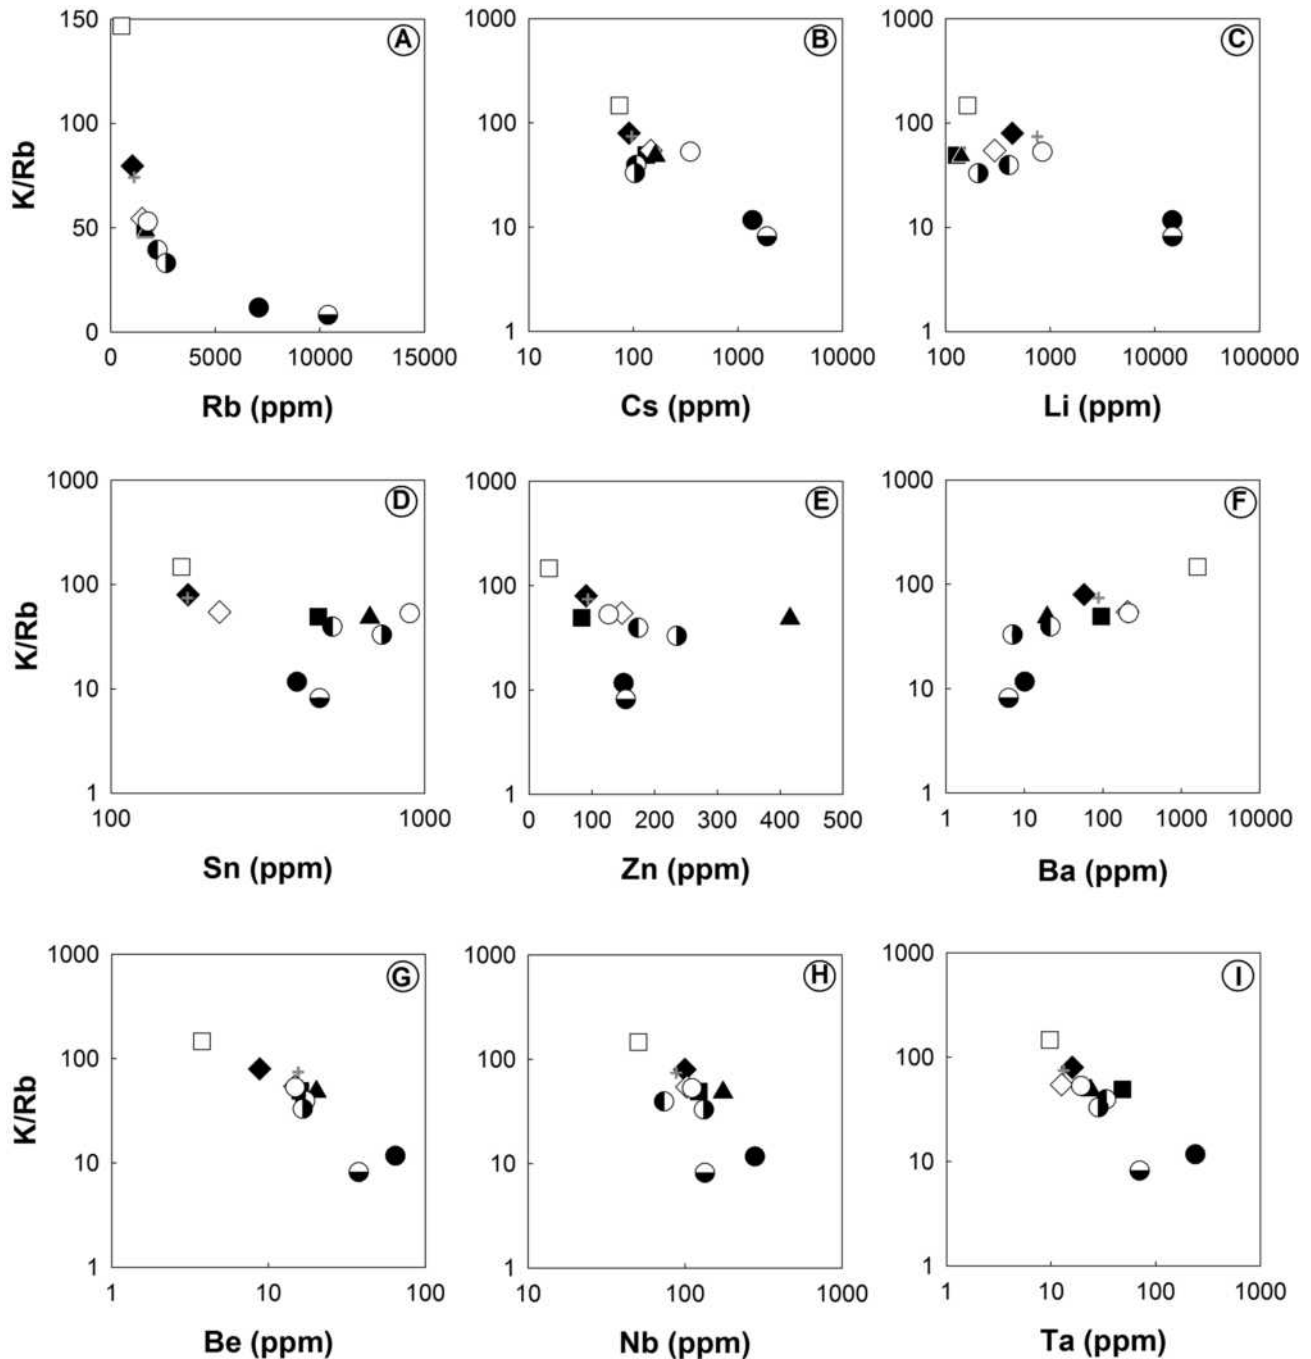 150
100
50
0
K/Rb
A
0 5000 10000 15000
Rb (ppm)
1000
100
10
1
B
10 100 1000 10000
Cs (ppm)
1000
100
10
1
C
100 1000 10000 100000
Li (ppm)
1000
100
10
1
K/Rb
D
100 1000
Sn (ppm)
1000
100
10
1
E
0 100 200 300 400 500
Zn (ppm)
1000
100
10
1
F
1 10 100 1000 10000
Ba (ppm)
1000
100
10
1
K/Rb
G
1 10 100
Be (ppm)
1000
100
10
1
H
10 100 1000
Nb (ppm)
1000
100
10
1
I
1 10 100 1000
Ta (ppm)